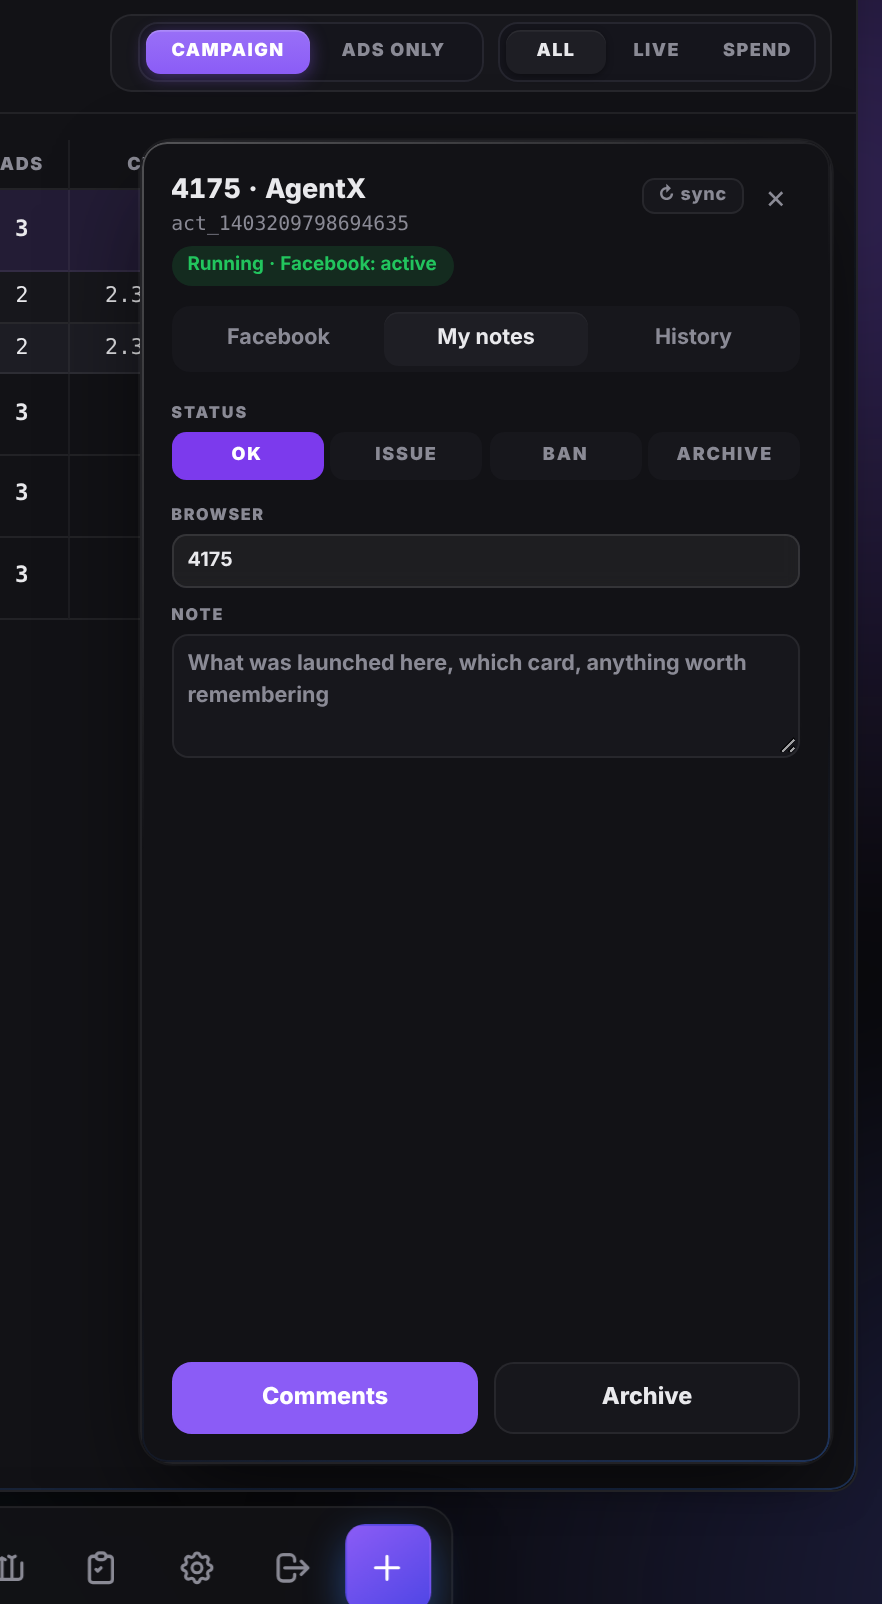 CAMPAIGN
ADS ONLY
ALL
LIVE
SPEND
ADS
3
2
2.3
2
2.3
3
3
3
4175 · AgentX
act_1403209798694635
↻ sync
×
Running · Facebook: active
Facebook
My notes
History
STATUS
OK
ISSUE
BAN
ARCHIVE
BROWSER
4175
NOTE
What was launched here, which card, anything worth
remembering
Comments
Archive
+